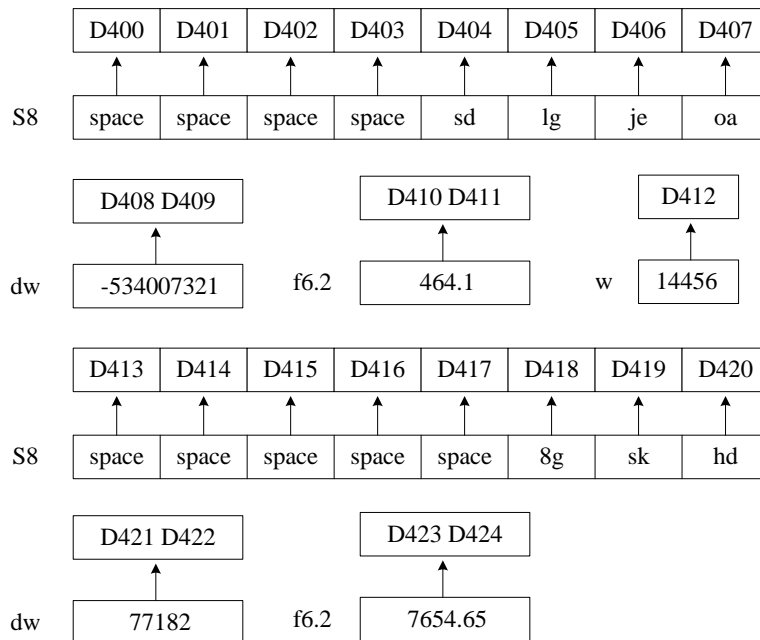 D400 D401 D402 D403 D404 D405 D406 D407
S8 space space space space sd lg je oa
D408 D409 D410 D411 D412
dw -534007321 f6.2 464.1 w 14456
D413 D414 D415 D416 D417 D418 D419 D420
S8 space space space space space 8g sk hd
D421 D422 D423 D424
dw 77182 f6.2 7654.65